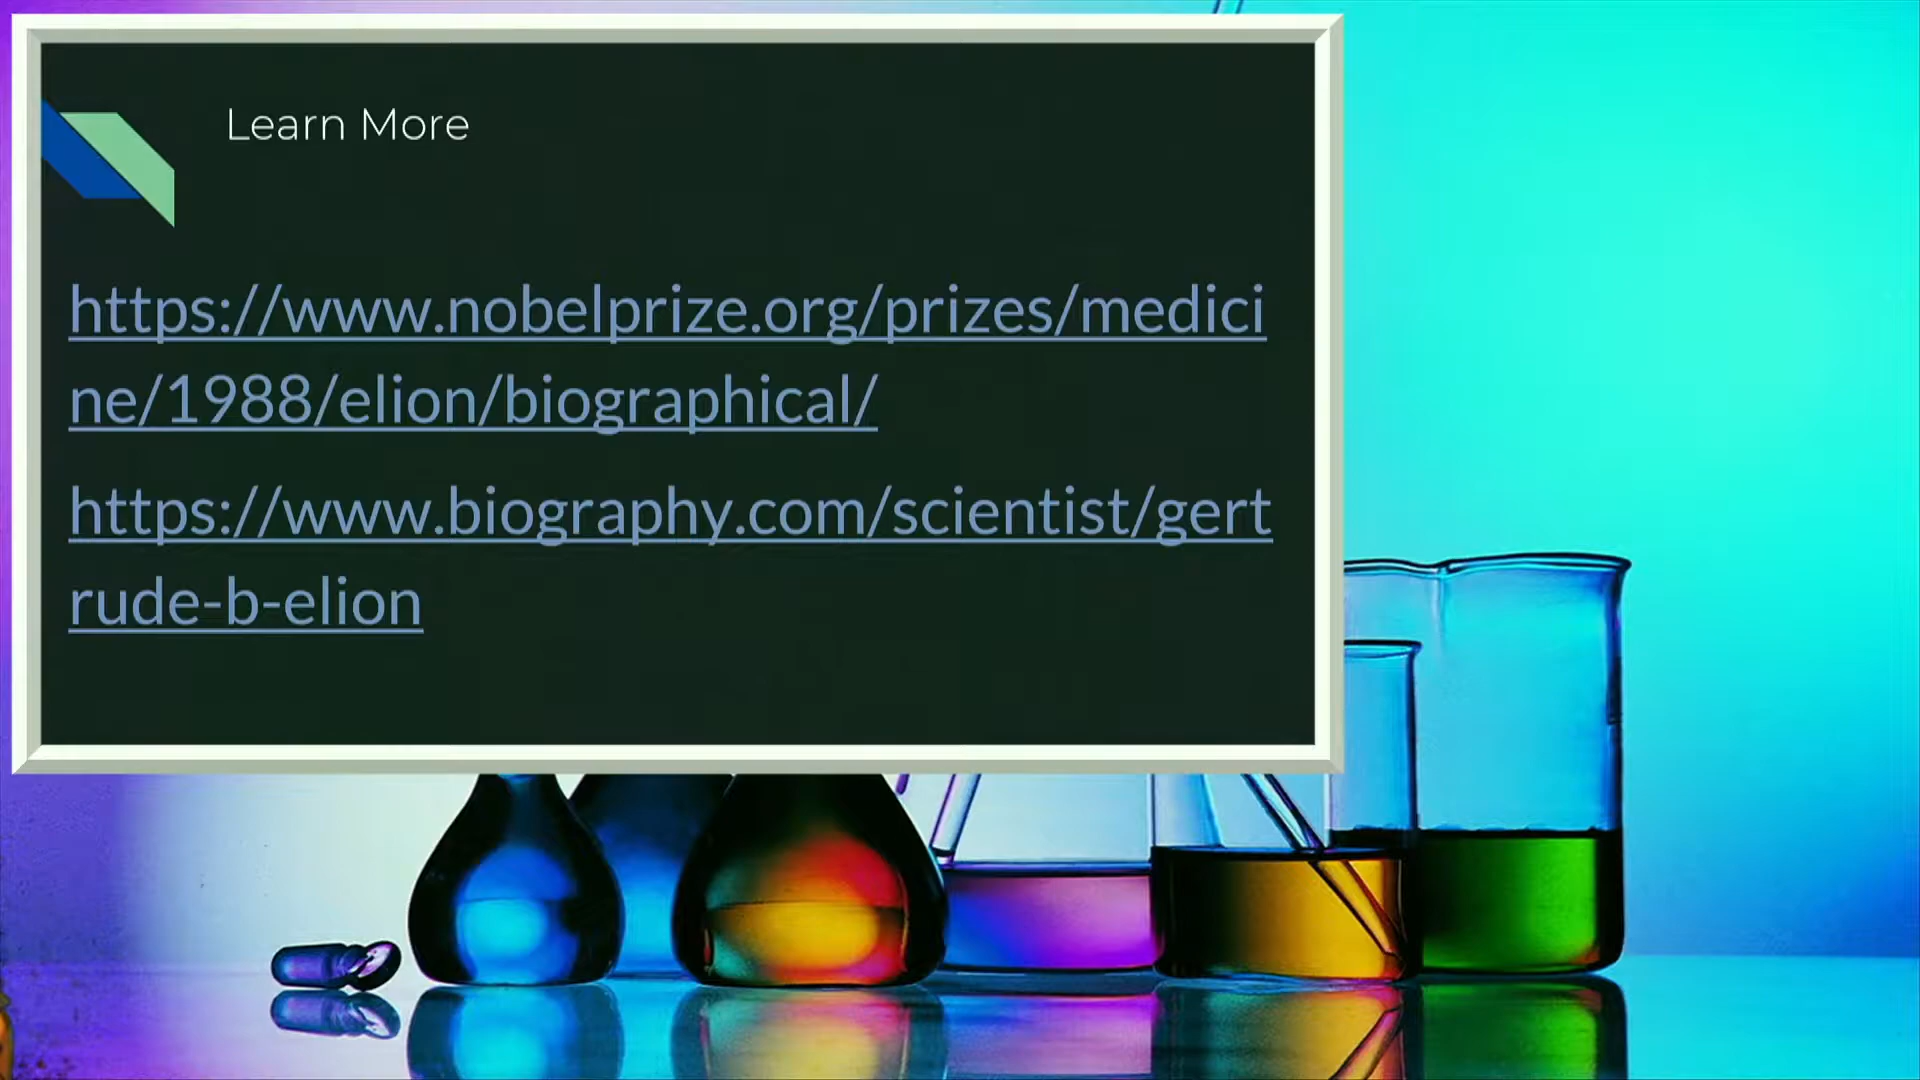 Learn More
https://www.nobelprize.org/prizes/medici
ne/1988/elion/biographical/
https://www.biography.com/scientist/gert
rude-b-elion